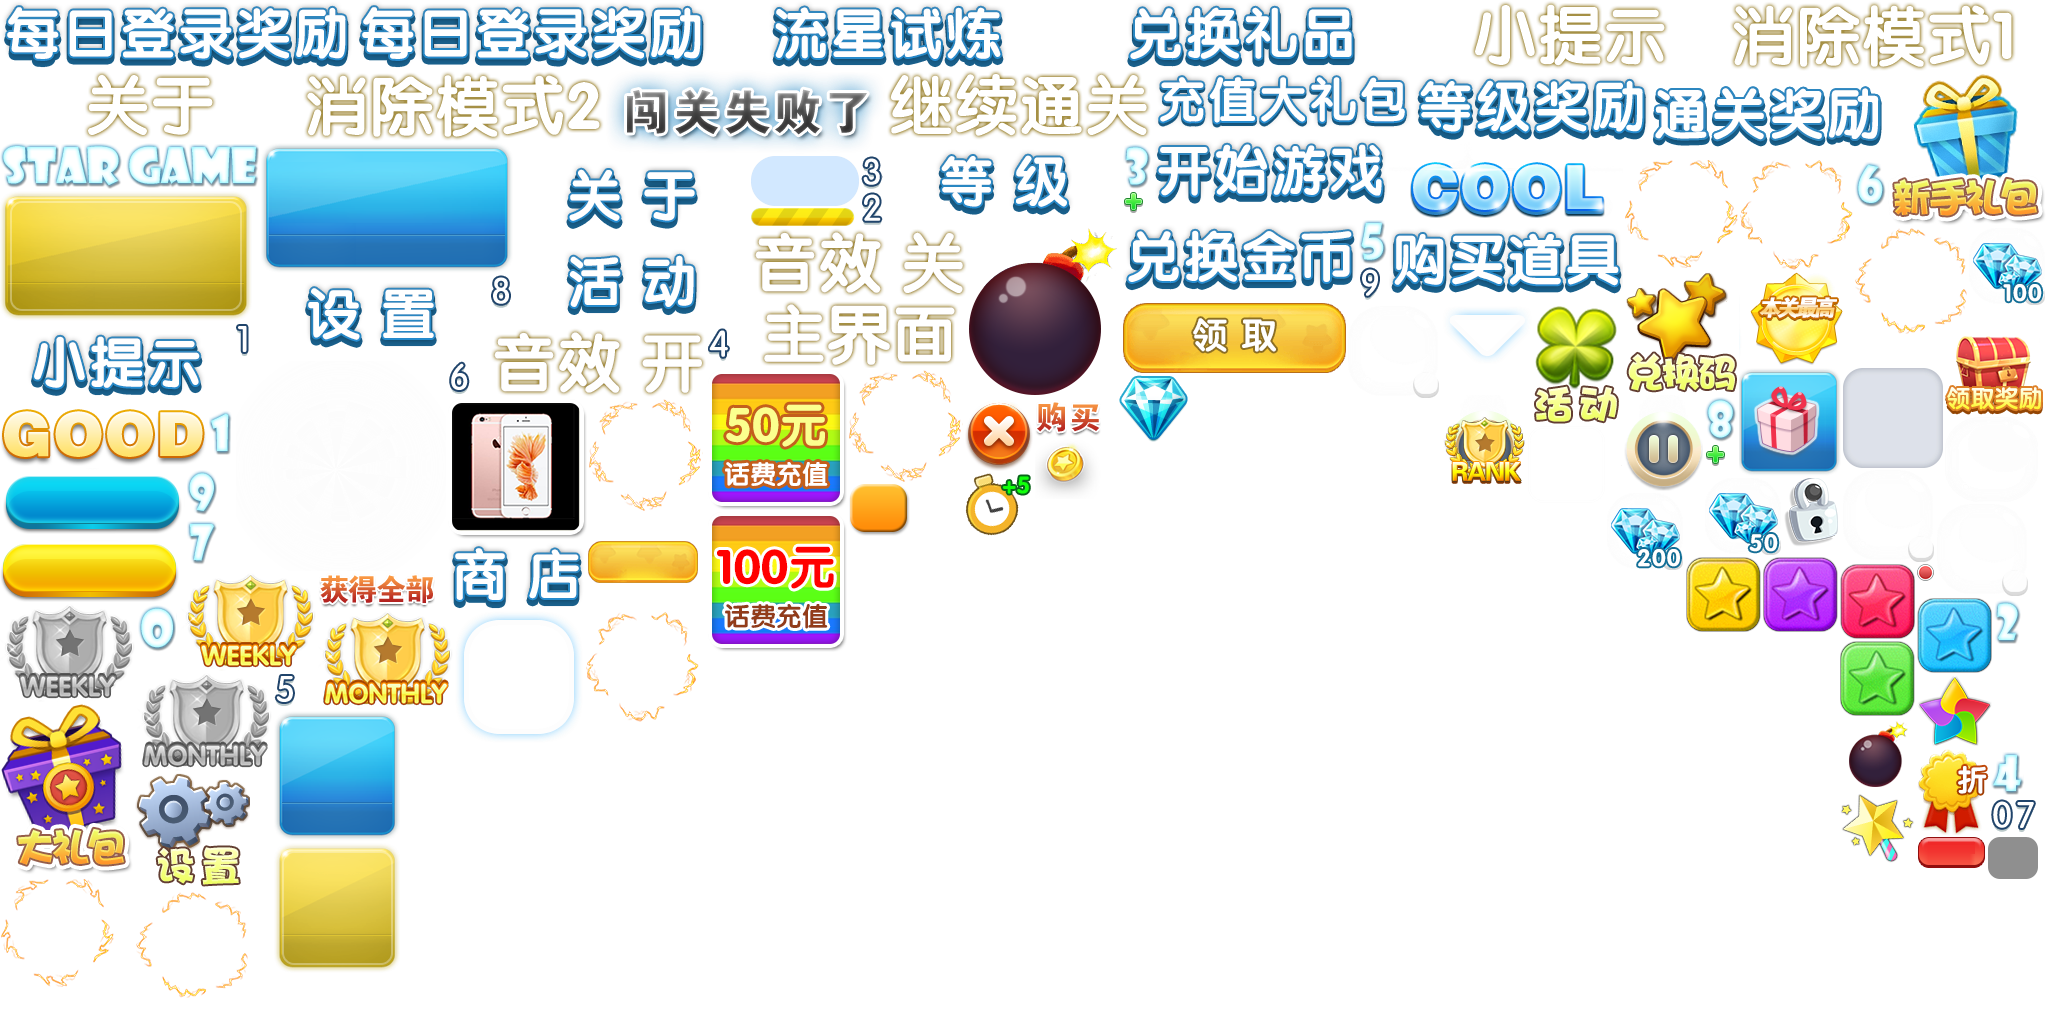 每日登录奖励
每日登录奖励
流星试炼
兑换礼品
小提示
消除模式1
关于
消除模式2
闯关失败了
继续通关
充值大礼包
等级奖励
通关奖励
STAR GAME
关于
3
2
等级
3
+
开始游戏
COOL
6
新手礼包
设置
8
活动
音效 关
兑换金币
5
9
购买道具
100
1
小提示
音效 开
4
主界面
领取
本关最高
6
兑换码
活动
领取奖励
GOOD
1
50元
话费充值
购买
RANK
8
+
9
7
+5
200
50
商店
100元
话费充值
0
WEEKLY
WEEKLY
获得全部
MONTHLY
2
5
MONTHLY
大礼包
设置
折
4
07